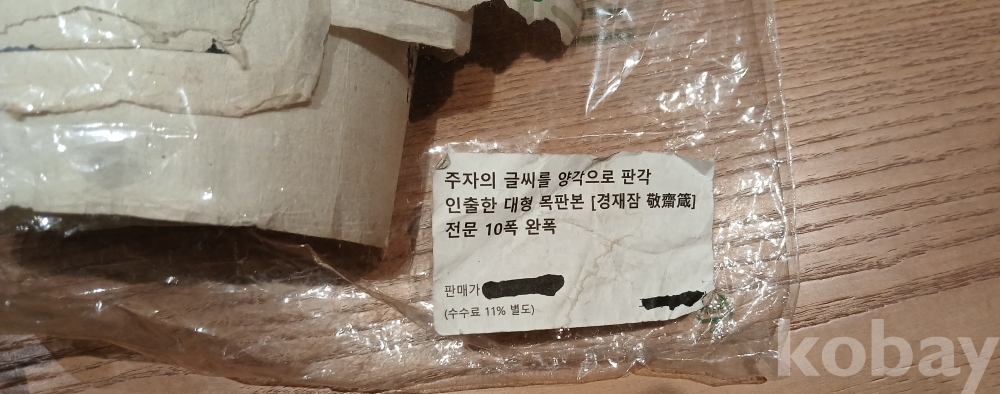 주자의 글씨를 양각으로 판각
인출한 대형 목판본 [경재잠 敬齋箴]
전문 10폭 완폭
판매가
(수수료 11% 별도)
kobay